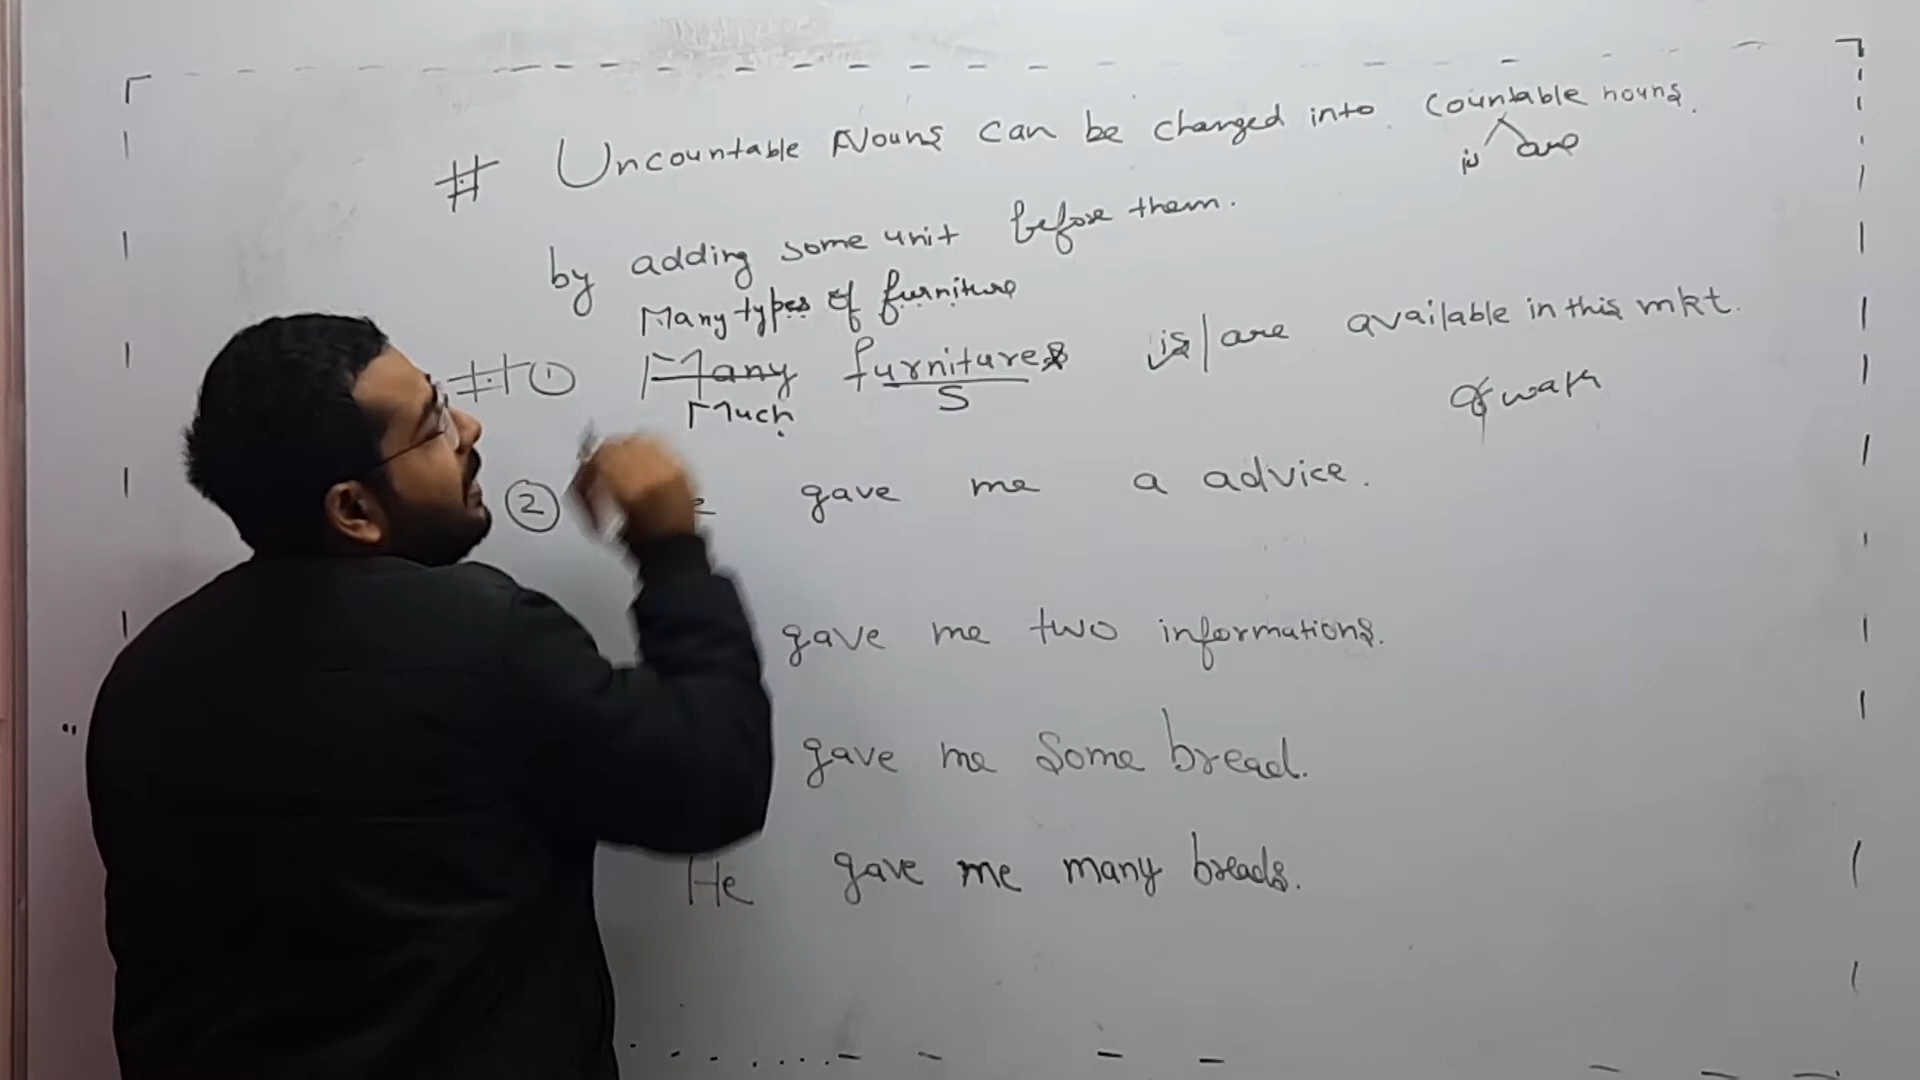 # Uncountable Nouns can be changed into countable nouns.
is are
by adding some unit before them.
Many types of furniture
# ① Many furnitures is/are available in this mkt.
Much S
② gave me a advice.
gave me two informations.
gave me some bread.
He gave me many breads.